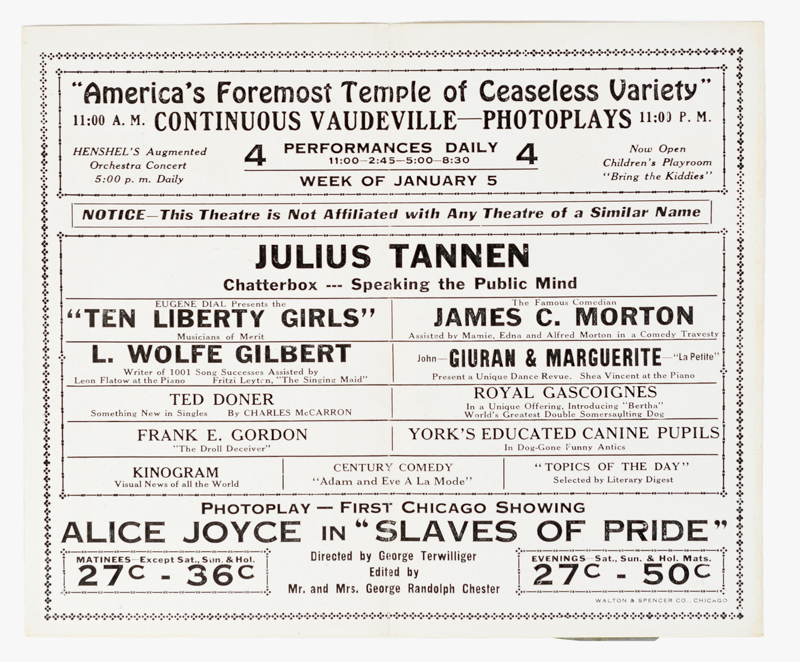 "America's Foremost Temple of Ceaseless Variety"
11:00 A. M. CONTINUOUS VAUDEVILLE—PHOTOPLAYS 11:00 P. M.
HENSHEL'S Augmented
Orchestra Concert
5:00 p. m. Daily
4 PERFORMANCES DAILY 4
11:00—2:45—5:00—8:30
WEEK OF JANUARY 5
Now Open
Children's Playroom
"Bring the Kiddies"
NOTICE—This Theatre is Not Affiliated with Any Theatre of a Similar Name
JULIUS TANNEN
Chatterbox --- Speaking the Public Mind
EUGENE DIAL Presents the
"TEN LIBERTY GIRLS"
Musicians of Merit
The Famous Comedian
JAMES C. MORTON
Assisted by Mamie, Edna and Alfred Morton in a Comedy Travesty
L. WOLFE GILBERT
Writer of 1001 Song Successes Assisted by
Leon Flatow at the Piano Fritzi Leyten, "The Singing Maid"
John—GIURAN & MARGUERITE—"La Petite"
Present a Unique Dance Revue. Shea Vincent at the Piano
TED DONER
Something New in Singles By CHARLES McCARRON
ROYAL GASCOIGNES
In a Unique Offering, Introducing "Bertha"
World's Greatest Double Somersaulting Dog
FRANK E. GORDON
"The Droll Deceiver"
YORK'S EDUCATED CANINE PUPILS
In Dog-Gone Funny Antics
KINOGRAM
Visual News of all the World
CENTURY COMEDY
"Adam and Eve A La Mode"
"TOPICS OF THE DAY"
Selected by Literary Digest
PHOTOPLAY — FIRST CHICAGO SHOWING
ALICE JOYCE IN "SLAVES OF PRIDE"
MATINEES—Except Sat., Sun. & Hol.
27C - 36C
Directed by George Terwilliger
Edited by
Mr. and Mrs. George Randolph Chester
EVENINGS—Sat., Sun. & Hol. Mats.
27C - 50C
WALTON & SPENCER CO., CHICAGO